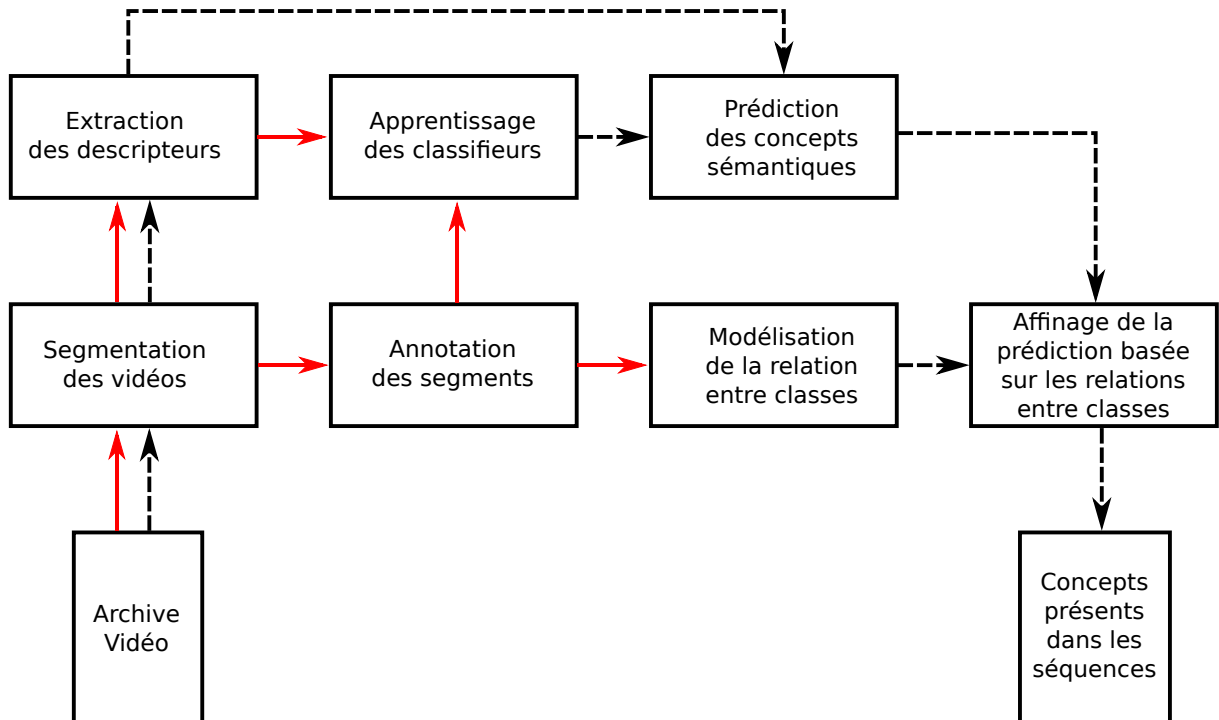 Extraction
des descripteurs
Apprentissage
des classifieurs
Prédiction
des concepts
sémantiques
Segmentation
des vidéos
Annotation
des segments
Modélisation
de la relation
entre classes
Affinage de la
prédiction basée
sur les relations
entre classes
Archive
Vidéo
Concepts
présents
dans les
séquences